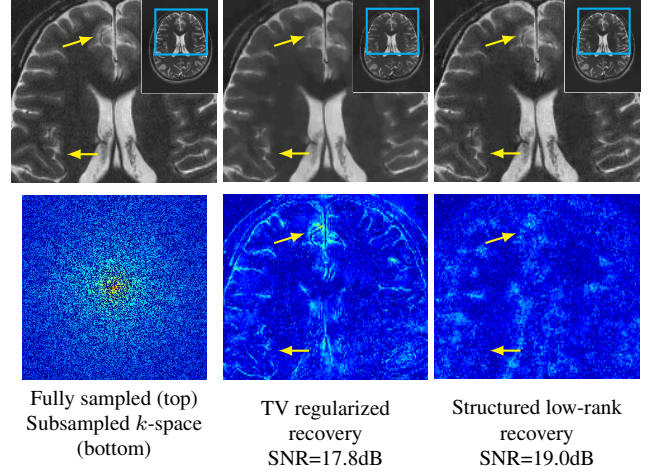 Fully sampled (top)
Subsampled k-space
(bottom)
TV regularized
recovery
SNR=17.8dB
Structured low-rank
recovery
SNR=19.0dB